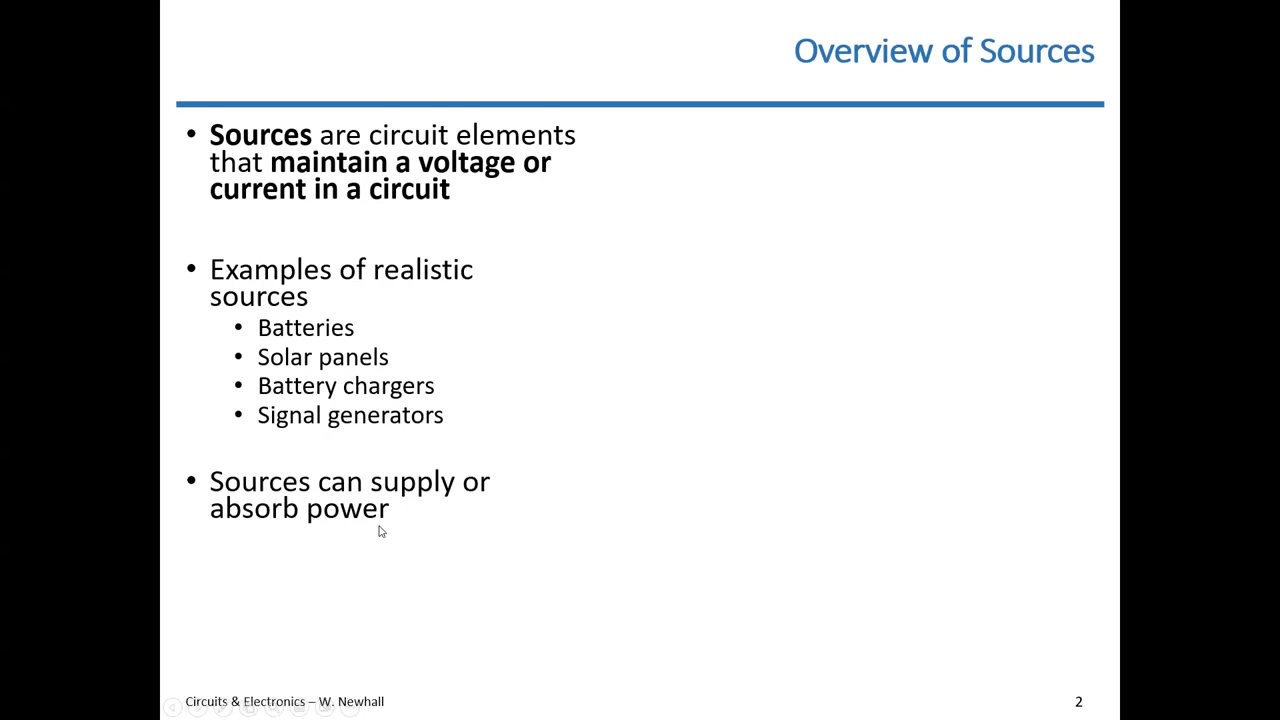 Overview of Sources
• Sources are circuit elements
that maintain a voltage or
current in a circuit
• Examples of realistic
sources
• Batteries
• Solar panels
• Battery chargers
• Signal generators
• Sources can supply or
absorb power
Circuits & Electronics – W. Newhall
2